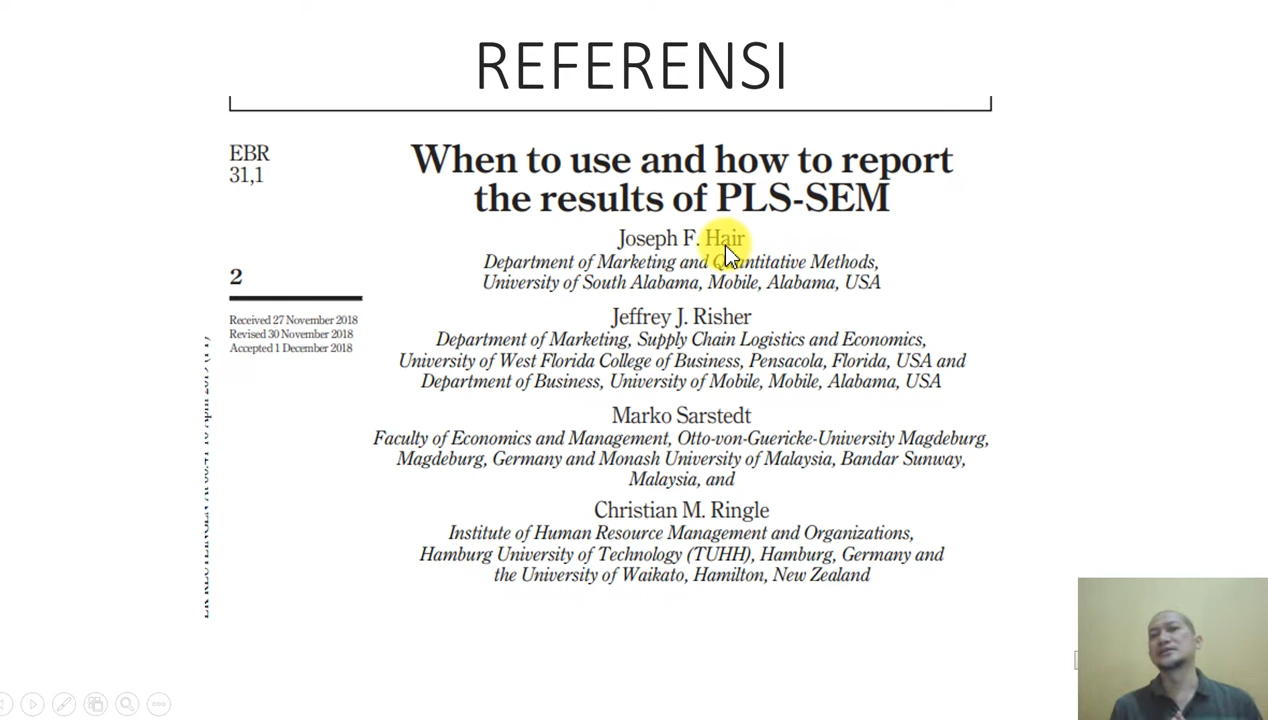 REFERENSI
EBR
31,1
2
Received 27 November 2018
Revised 30 November 2018
Accepted 1 December 2018
When to use and how to report
the results of PLS-SEM
Joseph F. Hair
Department of Marketing and Quantitative Methods,
University of South Alabama, Mobile, Alabama, USA
Jeffrey J. Risher
Department of Marketing, Supply Chain Logistics and Economics,
University of West Florida College of Business, Pensacola, Florida, USA and
Department of Business, University of Mobile, Mobile, Alabama, USA
Marko Sarstedt
Faculty of Economics and Management, Otto-von-Guericke-University Magdeburg,
Magdeburg, Germany and Monash University of Malaysia, Bandar Sunway,
Malaysia, and
Christian M. Ringle
Institute of Human Resource Management and Organizations,
Hamburg University of Technology (TUHH), Hamburg, Germany and
the University of Waikato, Hamilton, New Zealand